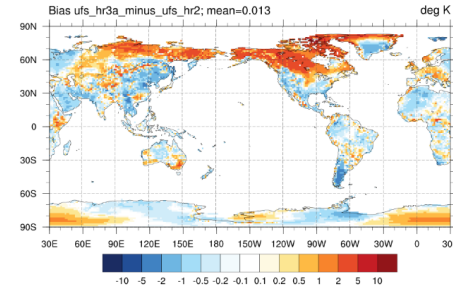 Bias ufs_hr3a_minus_ufs_hr2; mean=0.013 deg K
90N
60N
30N
0
30S
60S
90S
30E 60E 90E 120E 150E 180 150W 120W 90W 60W 30W 0 30
-10 -5 -2 -1 -0.5 -0.2 -0.1 0.1 0.2 0.5 1 2 5 10